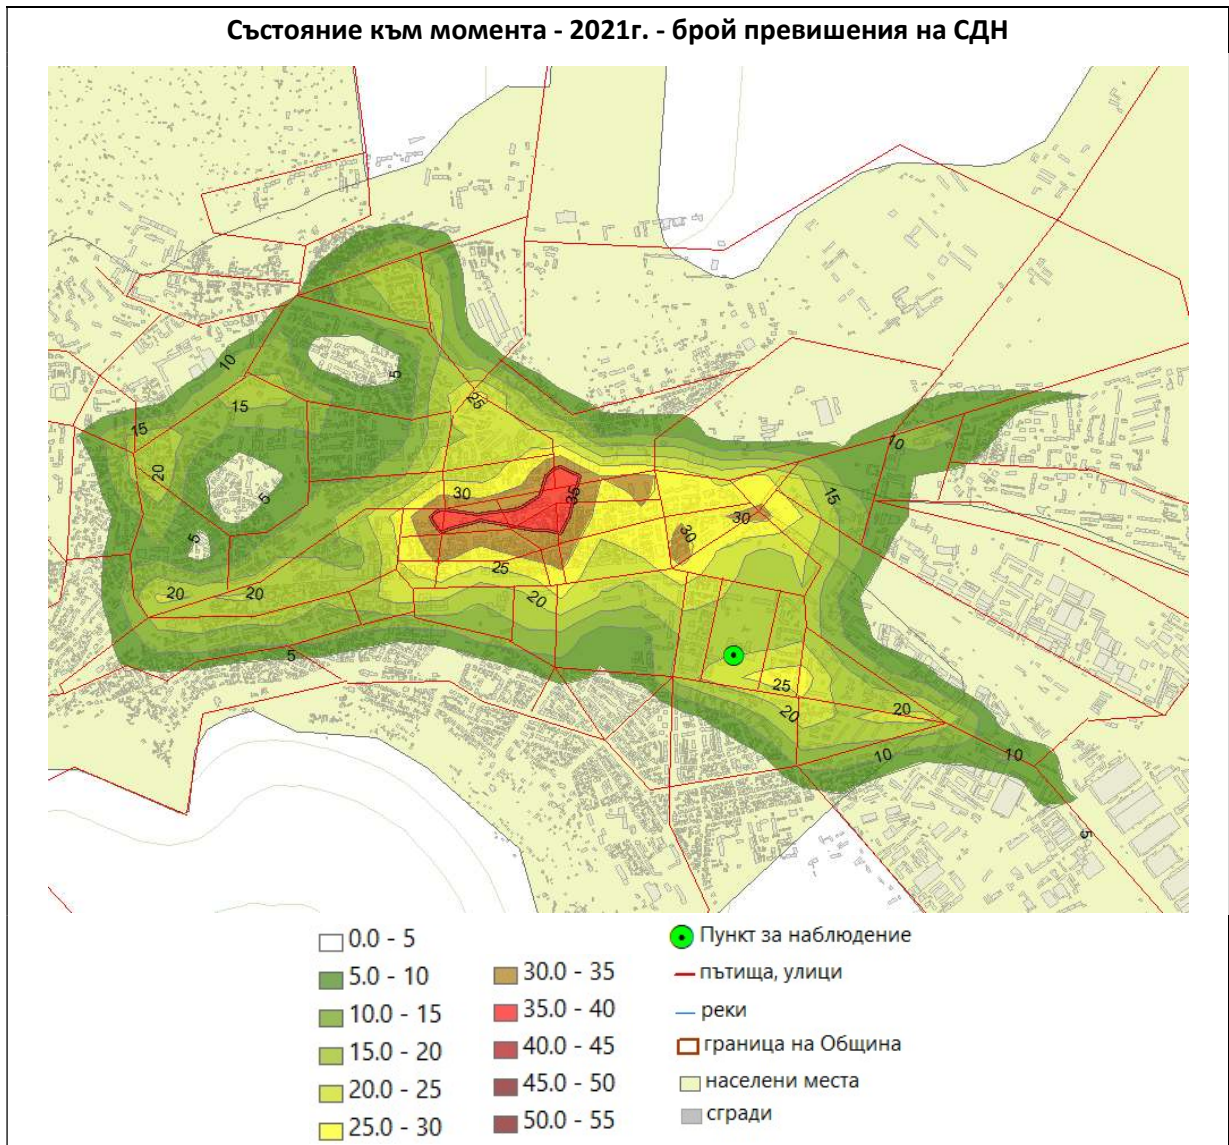 Състояние към момента - 2021г. - брой превишения на СДН
10
5
25
15
15
20
5
5
30
35
30
30
15
10
25
20
20
20
5
25
20
20
10
10
5
0.0 - 5
5.0 - 10
10.0 - 15
15.0 - 20
20.0 - 25
25.0 - 30
30.0 - 35
35.0 - 40
40.0 - 45
45.0 - 50
50.0 - 55
Пункт за наблюдение
пътища, улици
реки
граница на Община
населени места
сгради